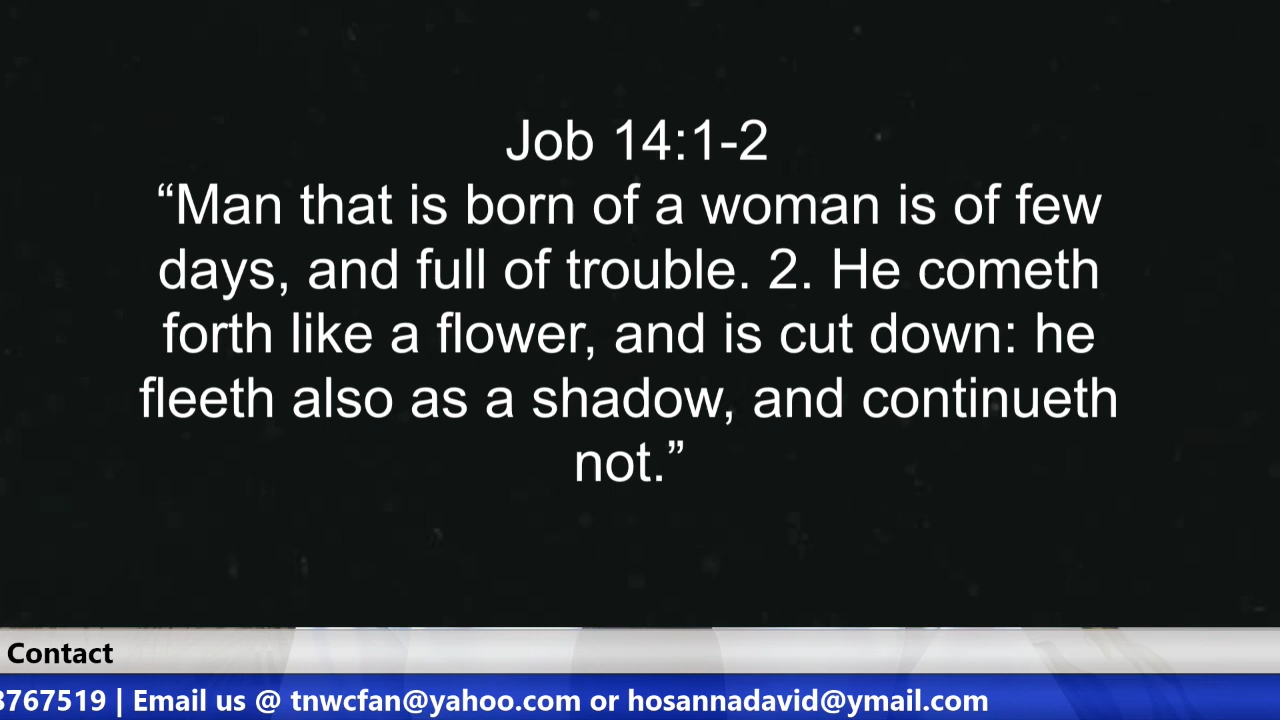 Job 14:1-2
“Man that is born of a woman is of few
days, and full of trouble. 2. He cometh
forth like a flower, and is cut down: he
fleeth also as a shadow, and continueth
not.”
Contact
8767519 | Email us @ tnwcfan@yahoo.com or hosannadavid@ymail.com